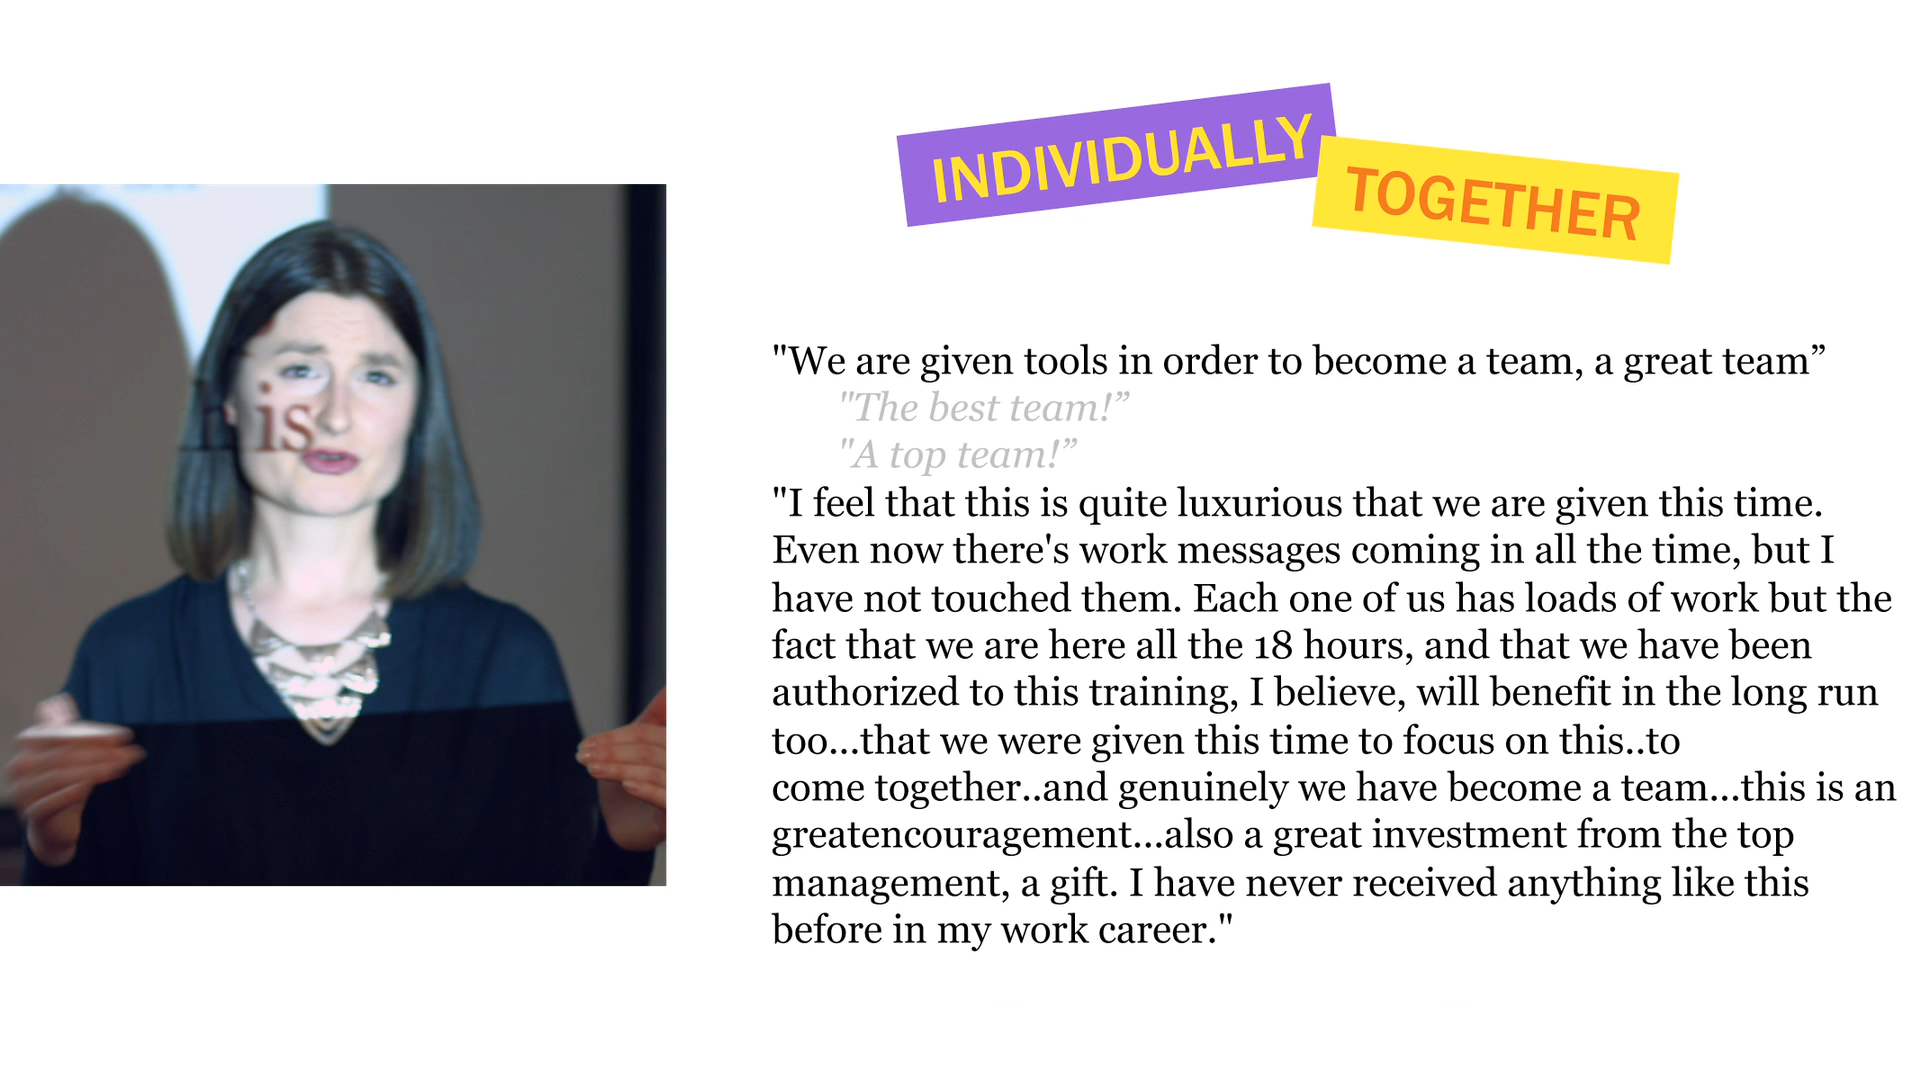 INDIVIDUALLY
TOGETHER
"We are given tools in order to become a team, a great team”
"The best team!”
"A top team!”
"I feel that this is quite luxurious that we are given this time.
Even now there's work messages coming in all the time, but I
have not touched them. Each one of us has loads of work but the
fact that we are here all the 18 hours, and that we have been
authorized to this training, I believe, will benefit in the long run
too...that we were given this time to focus on this..to
come together..and genuinely we have become a team...this is an
greatencouragement...also a great investment from the top
management, a gift. I have never received anything like this
before in my work career."
is